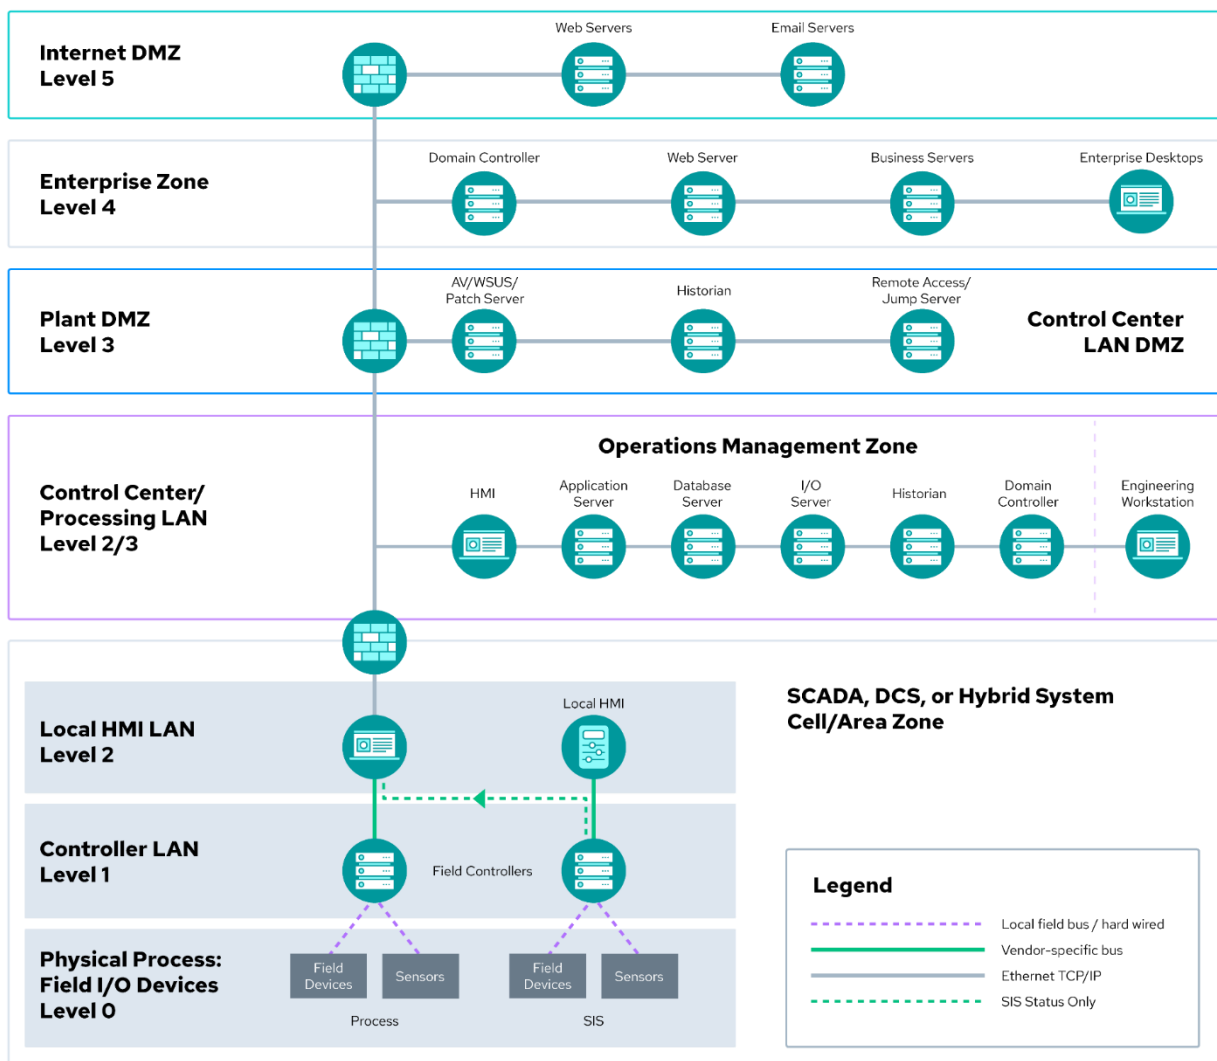 Internet DMZ
Level 5
Web Servers
Email Servers
Enterprise Zone
Level 4
Domain Controller
Web Server
Business Servers
Enterprise Desktops
Plant DMZ
Level 3
AV/WSUS/
Patch Server
Historian
Remote Access/
Jump Server
Control Center
LAN DMZ
Control Center/
Processing LAN
Level 2/3
Operations Management Zone
HMI
Application
Server
Database
Server
I/O
Server
Historian
Domain
Controller
Engineering
Workstation
SCADA, DCS, or Hybrid System
Cell/Area Zone
Local HMI LAN
Level 2
Local HMI
Controller LAN
Level 1
Field Controllers
Physical Process:
Field I/O Devices
Level 0
Field
Devices
Sensors
Process
Field
Devices
Sensors
SIS
Legend
Local field bus / hard wired
Vendor-specific bus
Ethernet TCP/IP
SIS Status Only